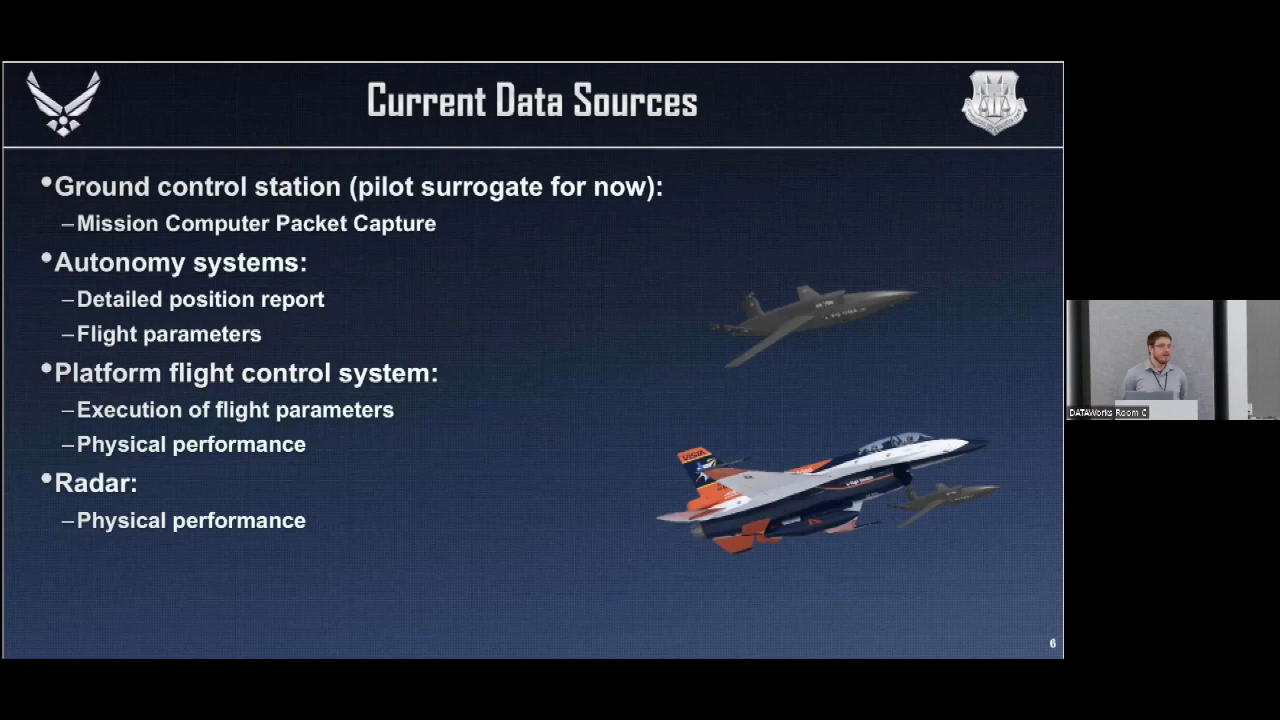 Current Data Sources
•Ground control station (pilot surrogate for now):
–Mission Computer Packet Capture
•Autonomy systems:
–Detailed position report
–Flight parameters
•Platform flight control system:
–Execution of flight parameters
–Physical performance
•Radar:
–Physical performance
VISTA
DATAWorks Room C
6